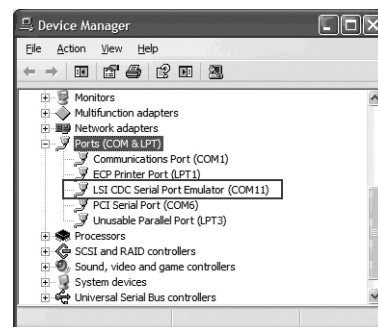 Device Manager
File Action View Help
Monitors
Multifunction adapters
Network adapters
Ports (COM & LPT)
Communications Port (COM1)
ECP Printer Port (LPT1)
LSI CDC Serial Port Emulator (COM11)
PCI Serial Port (COM6)
Unusable Parallel Port (LPT3)
Processors
SCSI and RAID controllers
Sound, video and game controllers
System devices
Universal Serial Bus controllers